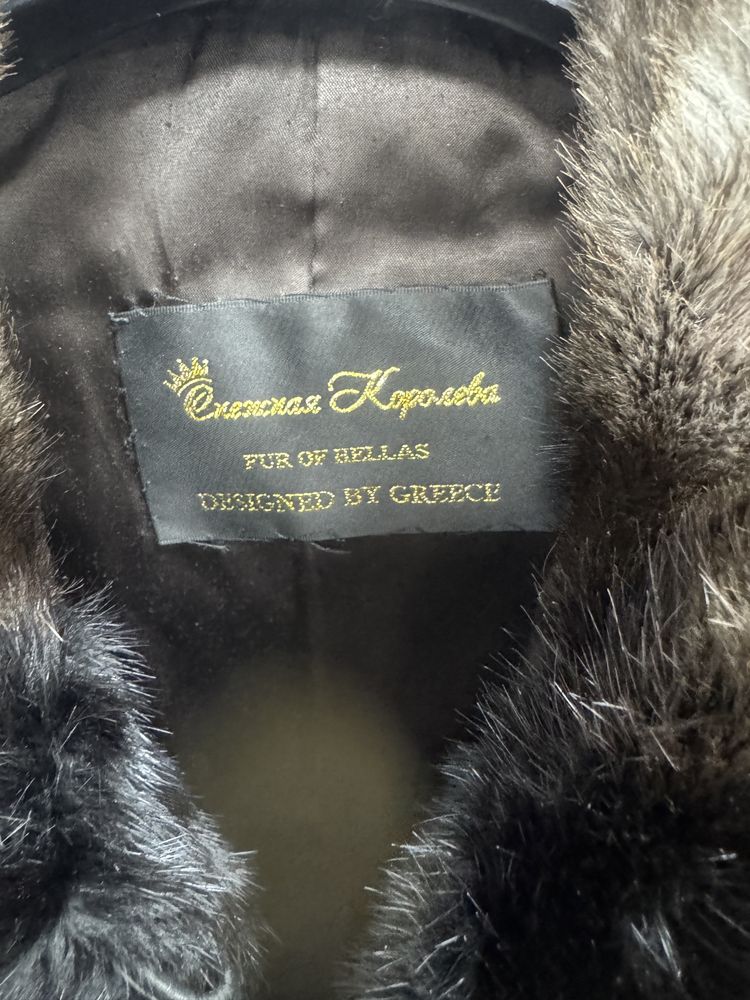 Снежная Королева
FUR OF HELLAS
DESIGNED BY GREECE